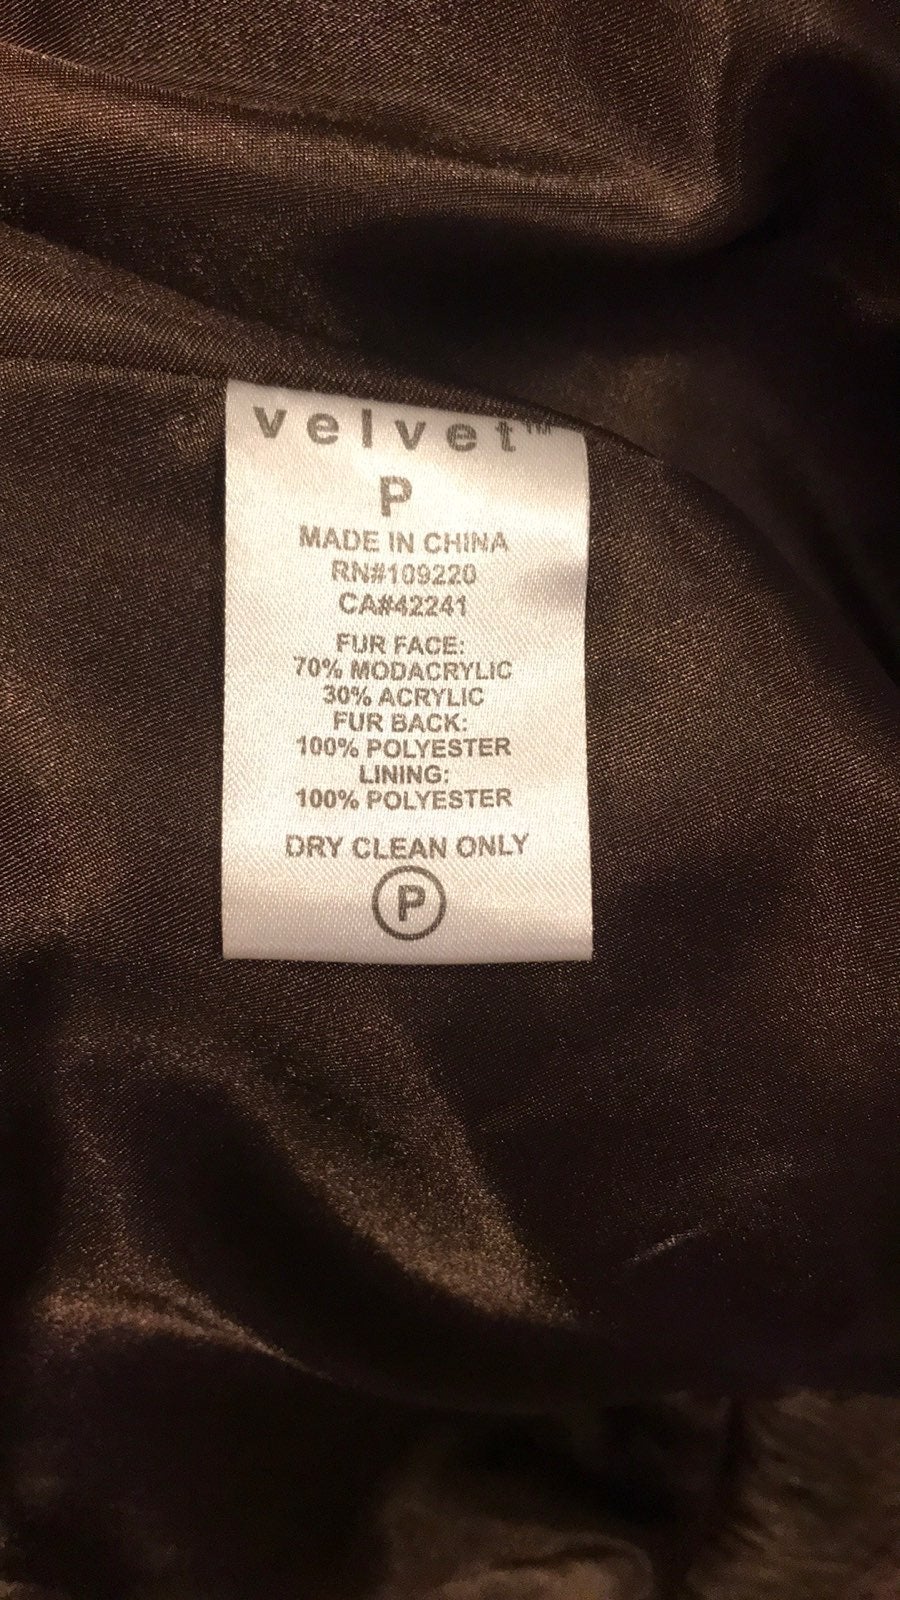 velvet™
P
MADE IN CHINA
RN#109220
CA#42241
FUR FACE:
70% MODACRYLIC
30% ACRYLIC
FUR BACK:
100% POLYESTER
LINING:
100% POLYESTER
DRY CLEAN ONLY
P